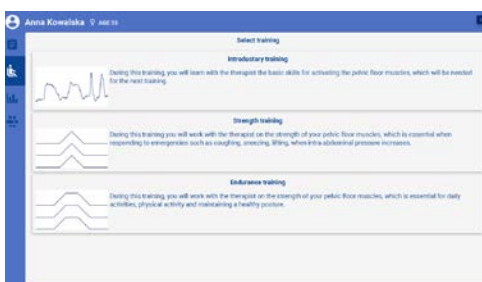 Anna Kowalska
Select training
Introductory training
During this training, you will learn with the therapist the basic skills for activating the pelvic floor muscles, which will be needed
for the next training.
Strength training
During this training you will work with the therapist on the strength of your pelvic floor muscles, which is essential when
responding to emergencies such as coughing, sneezing, lifting, when intra-abdominal pressure increases.
Endurance training
During this training, you will work with the therapist on the strength of your pelvic floor muscles, which is essential for daily
activities, physical activity and maintaining a healthy posture.